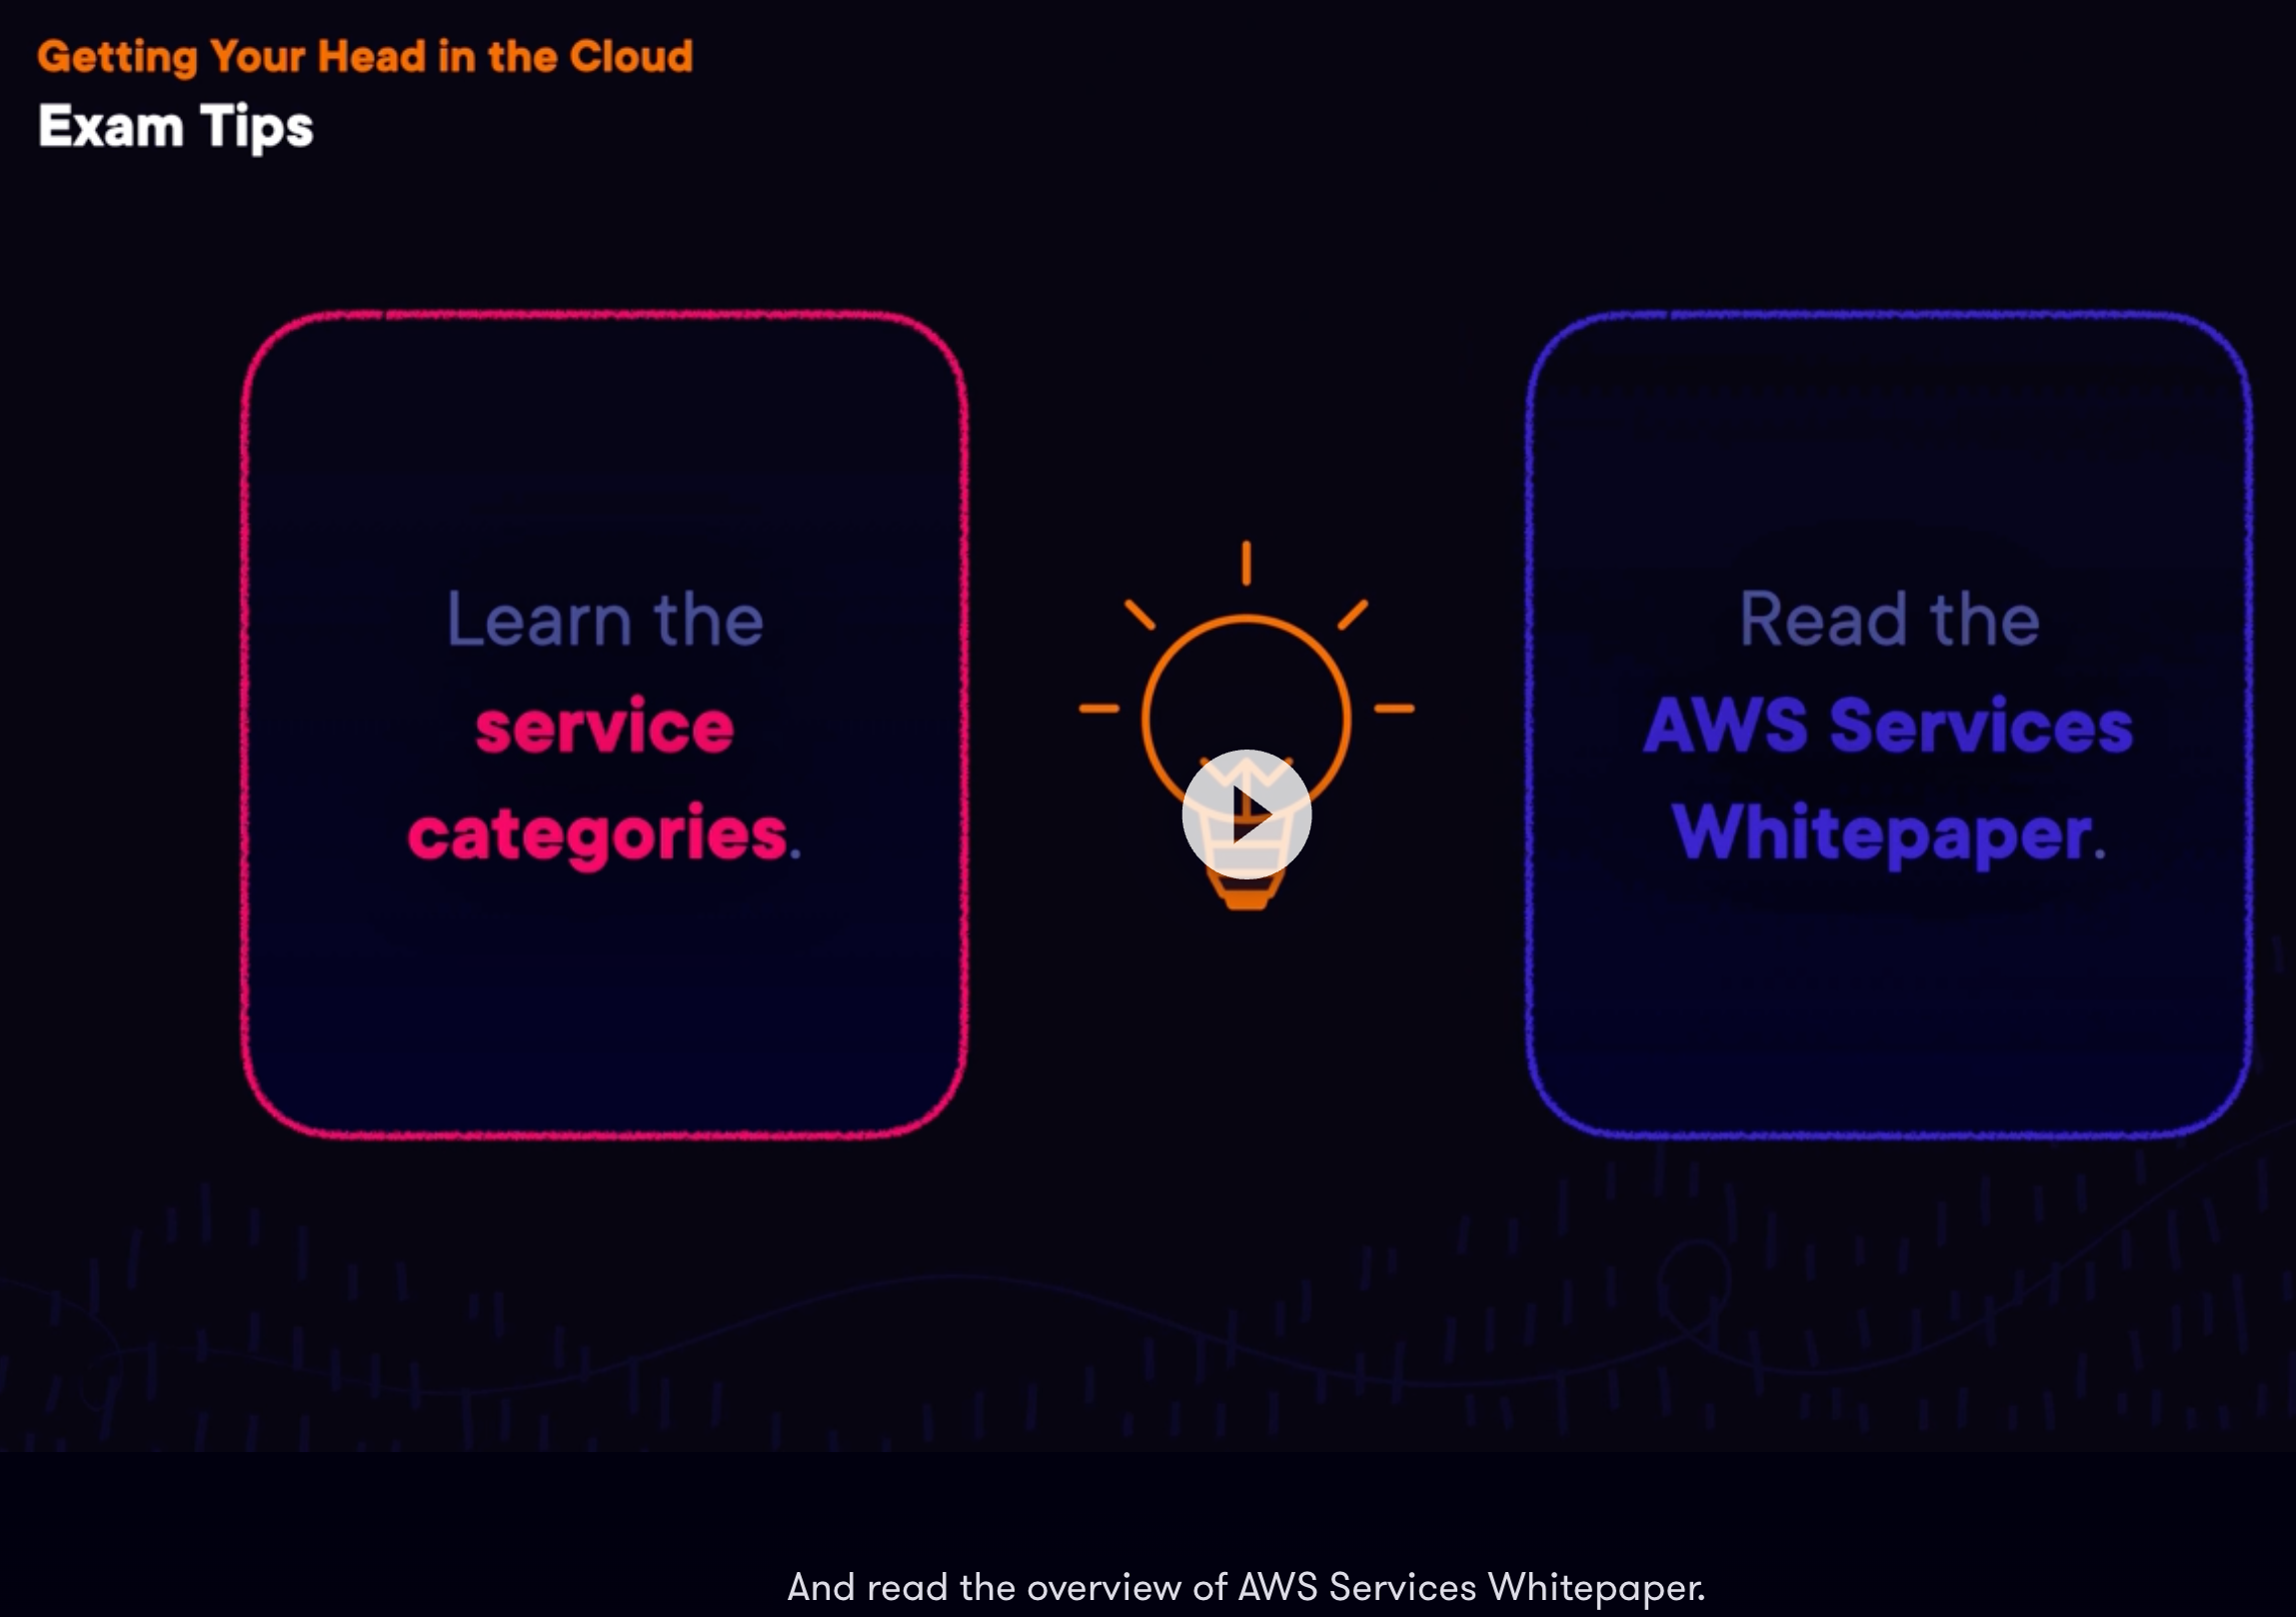 Getting Your Head in the Cloud
Exam Tips
Learn the
service
categories.
Read the
AWS Services
Whitepaper.
And read the overview of AWS Services Whitepaper.